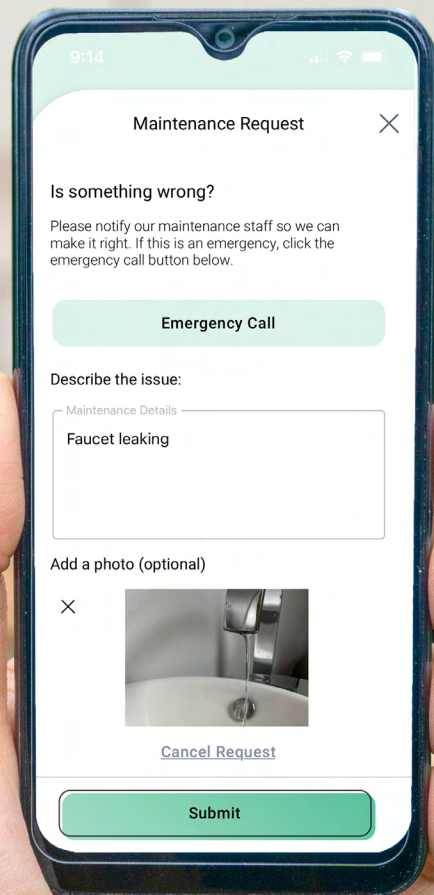 9:14
Maintenance Request
Is something wrong?
Please notify our maintenance staff so we can
make it right. If this is an emergency, click the
emergency call button below.
Emergency Call
Describe the issue:
Maintenance Details
Faucet leaking
Add a photo (optional)
Cancel Request
Submit